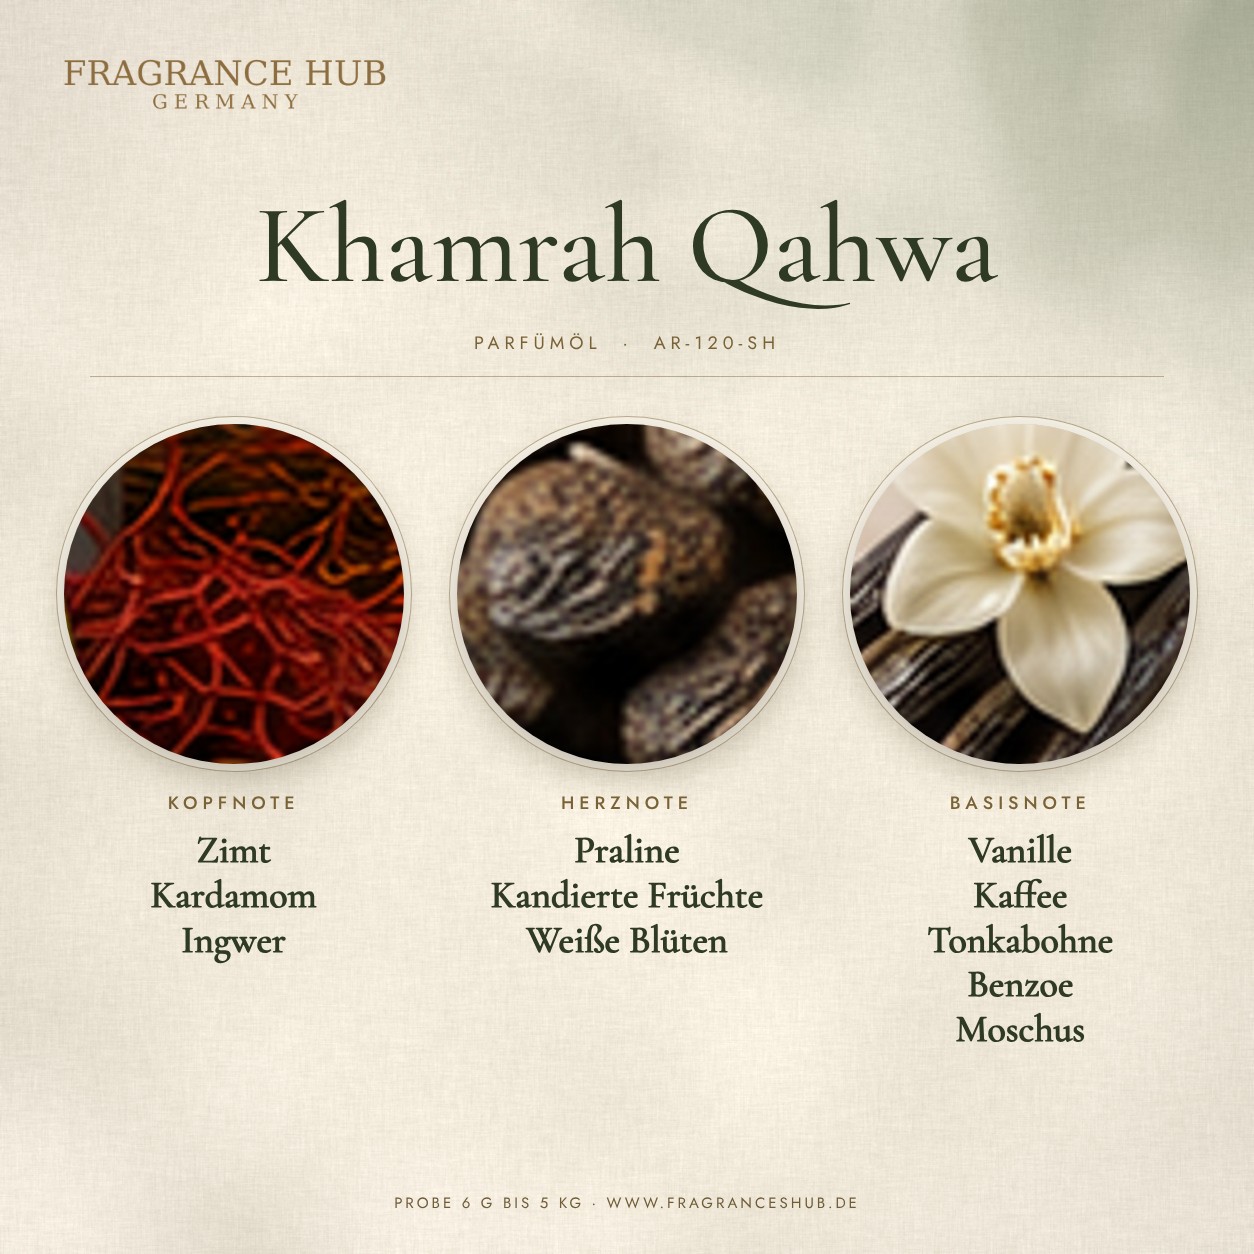 FRAGRANCE HUB
GERMANY
Khamrah Qahwa
PARFÜMÖL · AR-120-SH
KOPFNOTE
Zimt
Kardamom
Ingwer
HERZNOTE
Praline
Kandierte Früchte
Weiße Blüten
BASISNOTE
Vanille
Kaffee
Tonkabohne
Benzoe
Moschus
PROBE 6 G BIS 5 KG · WWW.FRAGRANCESHUB.DE